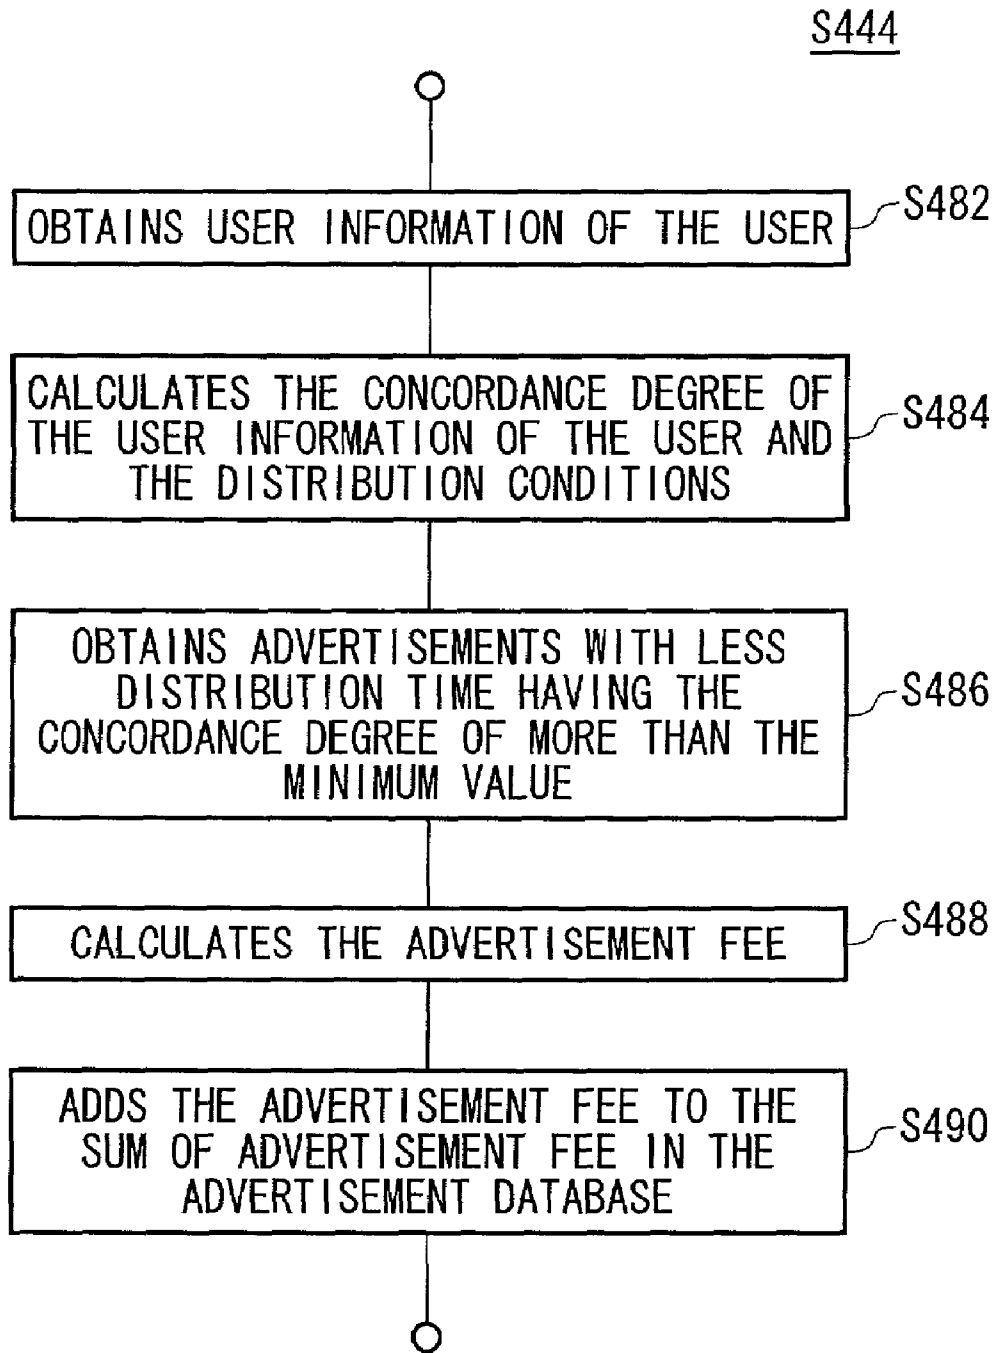 S444
OBTAINS USER INFORMATION OF THE USER
S482
CALCULATES THE CONCORDANCE DEGREE OF
THE USER INFORMATION OF THE USER AND
THE DISTRIBUTION CONDITIONS
S484
OBTAINS ADVERTISEMENTS WITH LESS
DISTRIBUTION TIME HAVING THE
CONCORDANCE DEGREE OF MORE THAN THE
MINIMUM VALUE
S486
CALCULATES THE ADVERTISEMENT FEE
S488
ADDS THE ADVERTISEMENT FEE TO THE
SUM OF ADVERTISEMENT FEE IN THE
ADVERTISEMENT DATABASE
S490